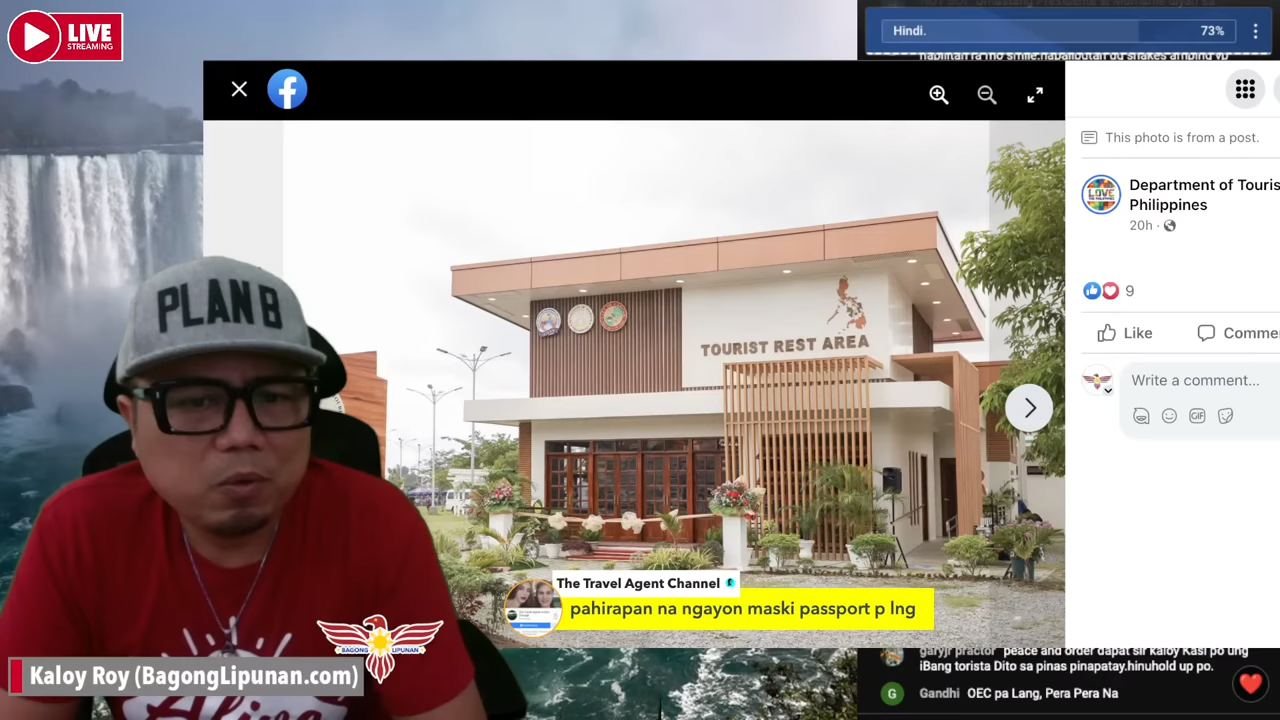 LIVE
STREAMING
Hindi.
73%
This photo is from a post.
LOVE
Department of Touris
Philippines
20h ·
9
Like
Comme
Write a comment...
GIF
TOURIST REST AREA
PLAN B
The Travel Agent Channel
pahirapan na ngayon maski passport p lng
BAGONG LIPUNAN
Kaloy Roy (BagongLipunan.com)
garyjr practor peace and order dapat sir kaloy Kasi po ung
iBang torista Dito sa pinas pinapatay.hinuhold up po.
G
Gandhi OEC pa Lang, Pera Pera Na